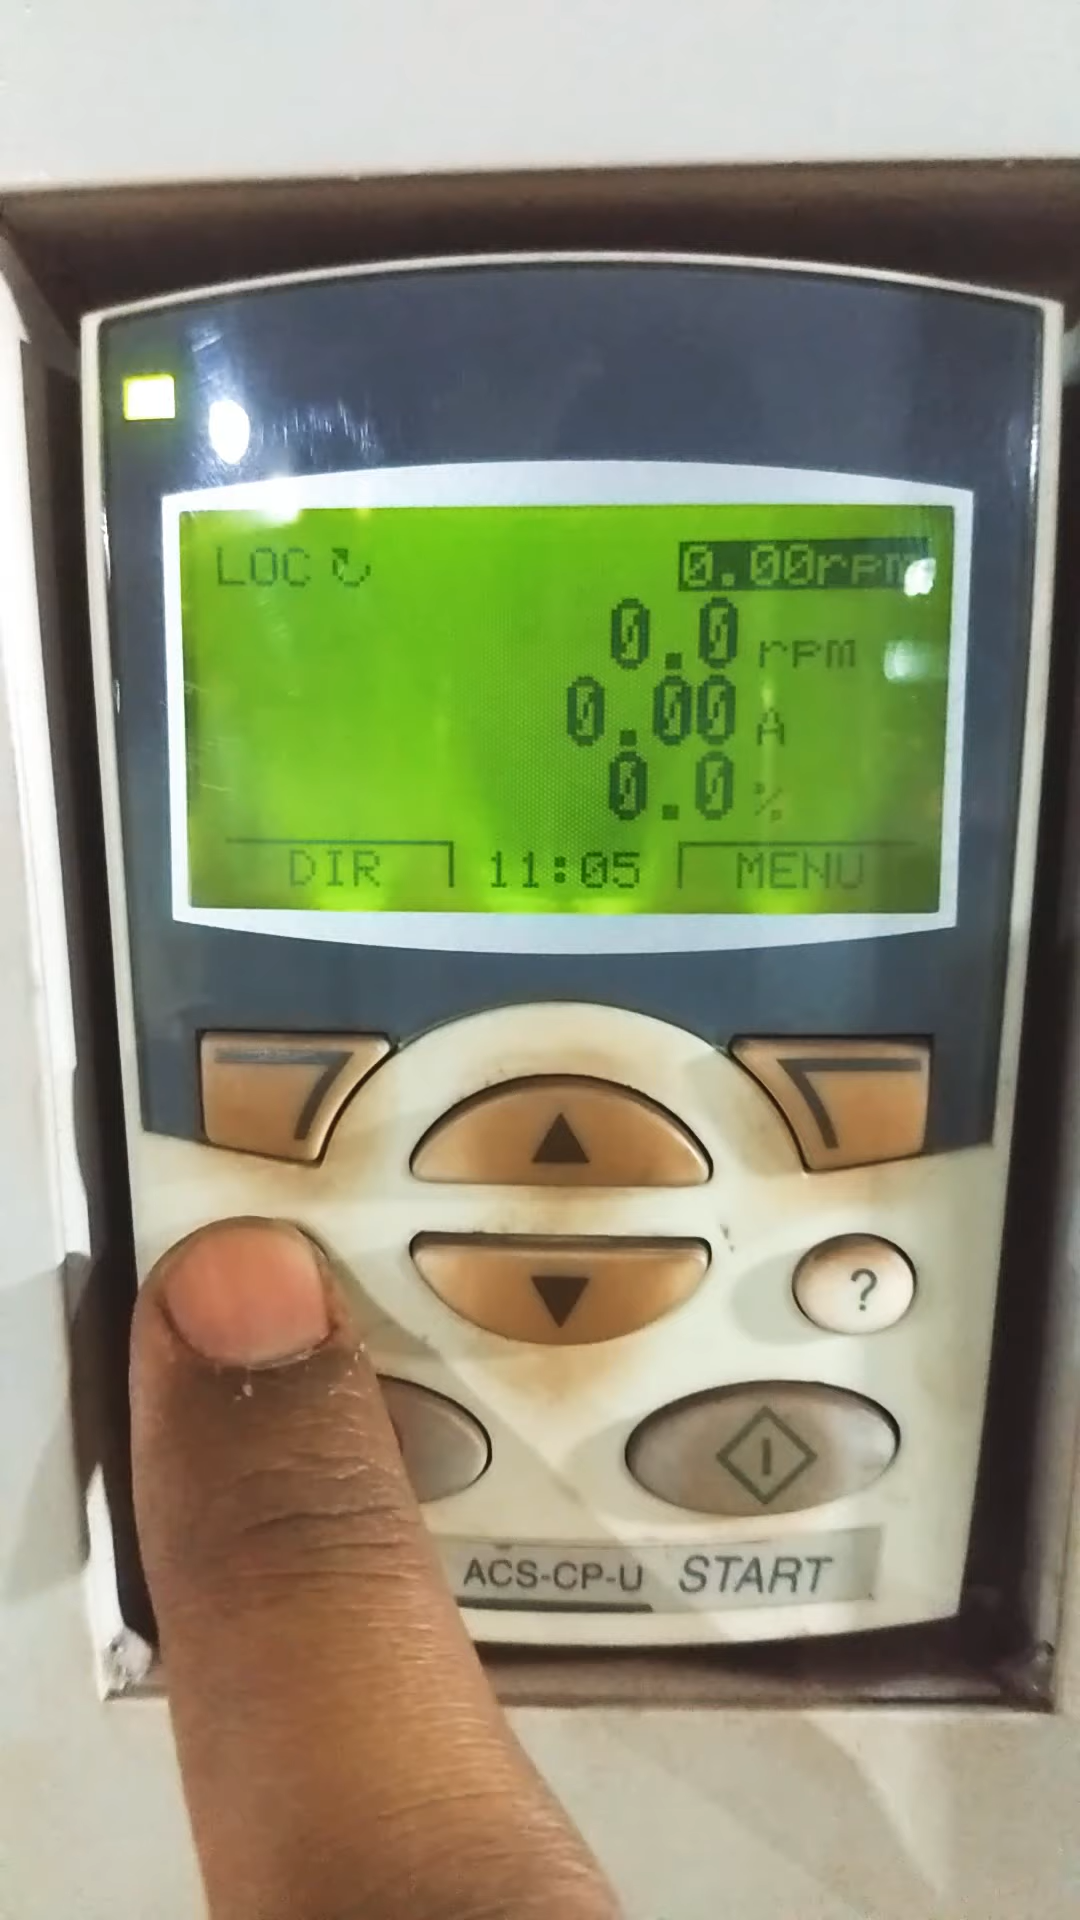 LOC 0.00rpm
0.0 rpm
0.00 A
0.0 %
DIR 11:05 MENU
?
ACS-CP-U START